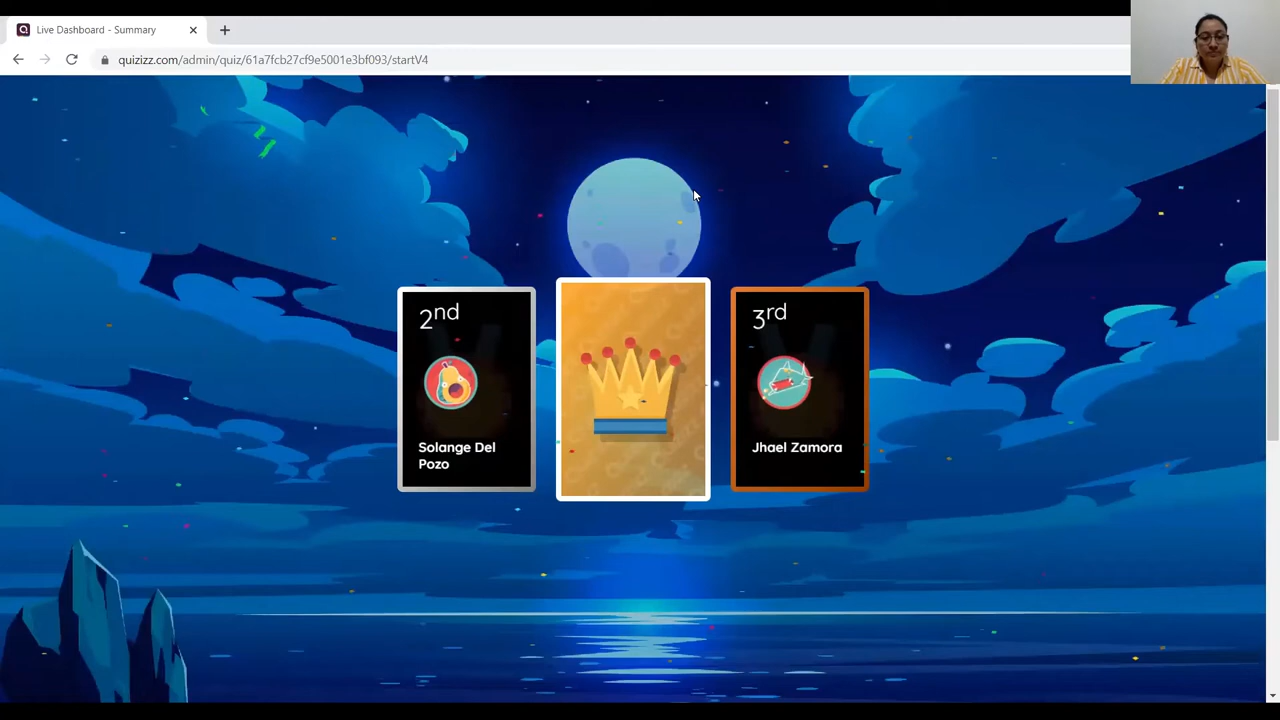 Live Dashboard - Summary
quizizz.com/admin/quiz/61a7fcb27cf9e5001e3bf093/startV4
2nd
Solange Del
Pozo
3rd
Jhael Zamora